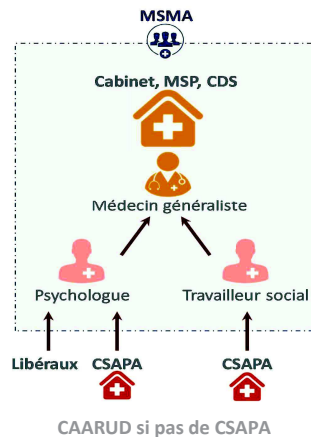 MSMA
Cabinet, MSP, CDS
Médecin généraliste
Psychologue
Travailleur social
Libéraux
CSAPA
CSAPA
CAARUD si pas de CSAPA